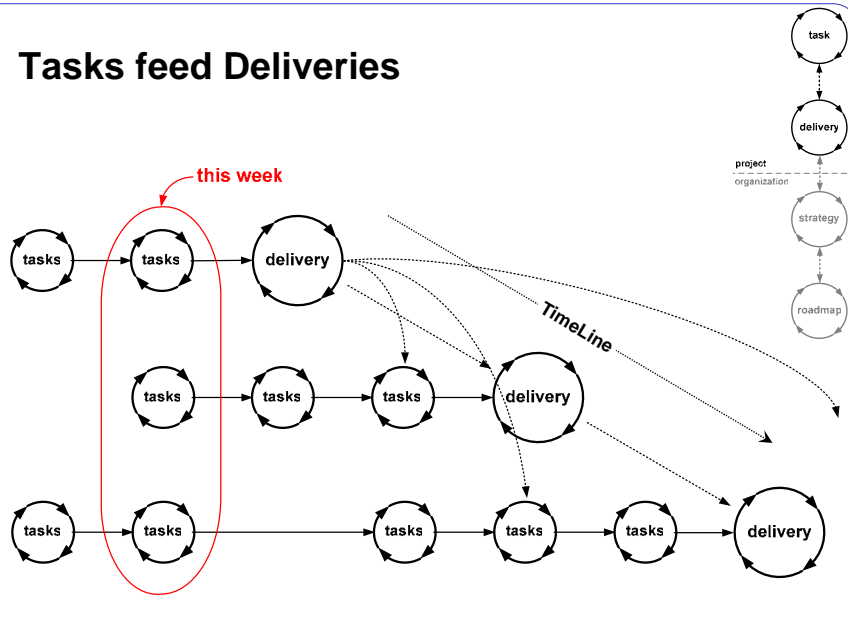 Tasks feed Deliveries
task
delivery
project
organization
strategy
roadmap
this week
tasks
tasks
delivery
TimeLine
tasks
tasks
tasks
delivery
tasks
tasks
tasks
tasks
tasks
delivery